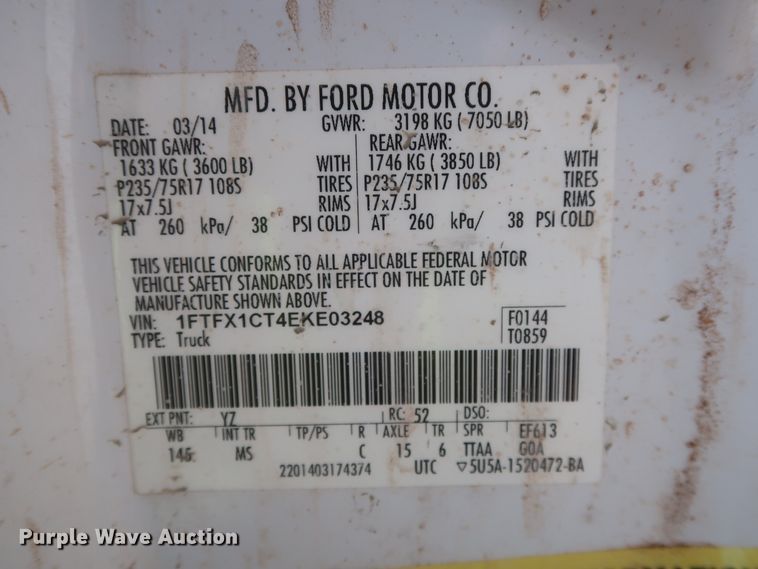 MFD. BY FORD MOTOR CO.
DATE: 03/14 GVWR: 3198 KG ( 7050 LB)
FRONT GAWR: REAR GAWR:
1633 KG ( 3600 LB) WITH 1746 KG ( 3850 LB) WITH
P235/75R17 108S TIRES P235/75R17 108S TIRES
17x7.5J RIMS 17x7.5J RIMS
AT 260 kPa/ 38 PSI COLD AT 260 kPa/ 38 PSI COLD
THIS VEHICLE CONFORMS TO ALL APPLICABLE FEDERAL MOTOR
VEHICLE SAFETY STANDARDS IN EFFECT ON THE DATE OF
MANUFACTURE SHOWN ABOVE.
VIN: 1FTFX1CT4EKE03248 F0144
TYPE: Truck T0859
EXT PNT: YZ RC: 52 DSO:
WB INT TR TP/PS R AXLE TR SPR EF613
145 MS C 15 6 TTAA GOA
2201403174374 UTC ▽5U5A-1520472-BA
Purple Wave Auction